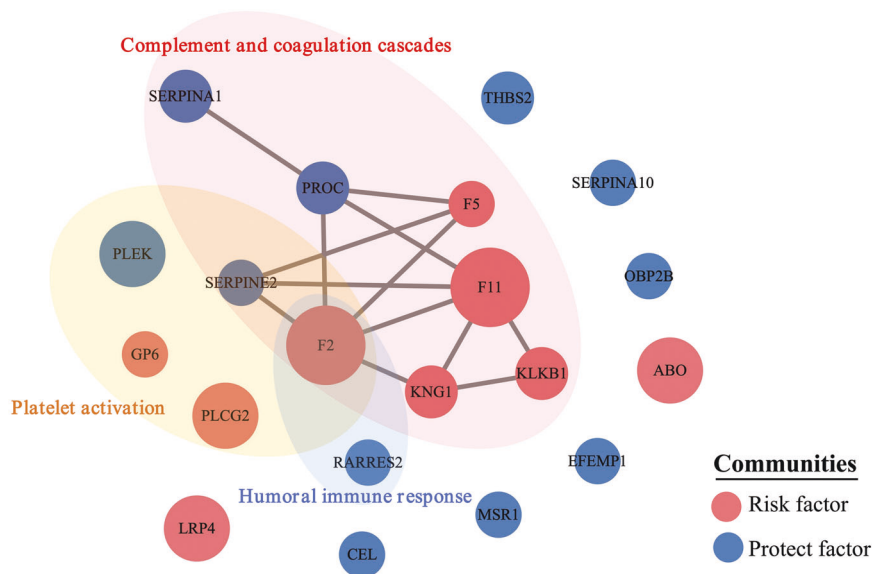 Complement and coagulation cascades
SERPINA1
THBS2
PROC
SERPINA10
F5
PLEK
SERPINE2
OBP2B
F11
F2
GP6
KLKB1
ABO
KNG1
Platelet activation
PLCG2
RARRES2
EFEMP1
Communities
Humoral immune response
Risk factor
MSR1
LRP4
Protect factor
CEL